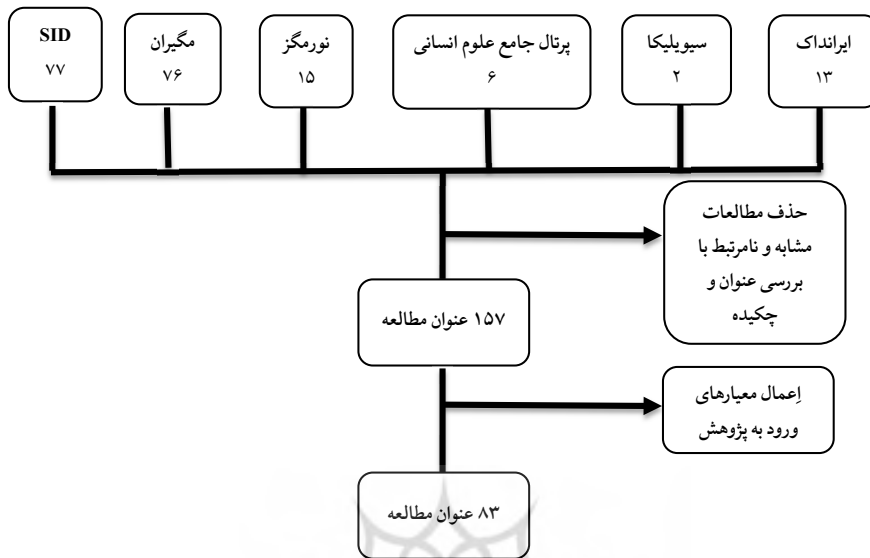 ایرانداک
۱۳
سیویلیکا
۲
پرتال جامع علوم انسانی
۶
نورمگز
۱۵
مگیران
۷۶
SID
۷۷
حذف مطالعات
مشابه و نامرتبط با
بررسی عنوان و
چکیده
۱۵۷ عنوان مطالعه
اِعمال معیارهای
ورود به پژوهش
۸۳ عنوان مطالعه